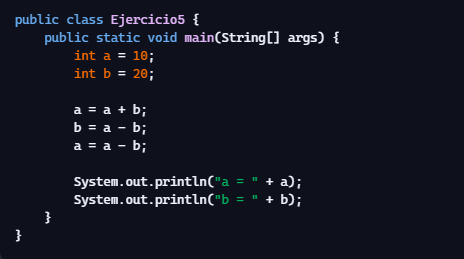 public class Ejercicio5 {
    public static void main(String[] args) {
        int a = 10;
        int b = 20;

        a = a + b;
        b = a - b;
        a = a - b;

        System.out.println("a = " + a);
        System.out.println("b = " + b);
    }
}